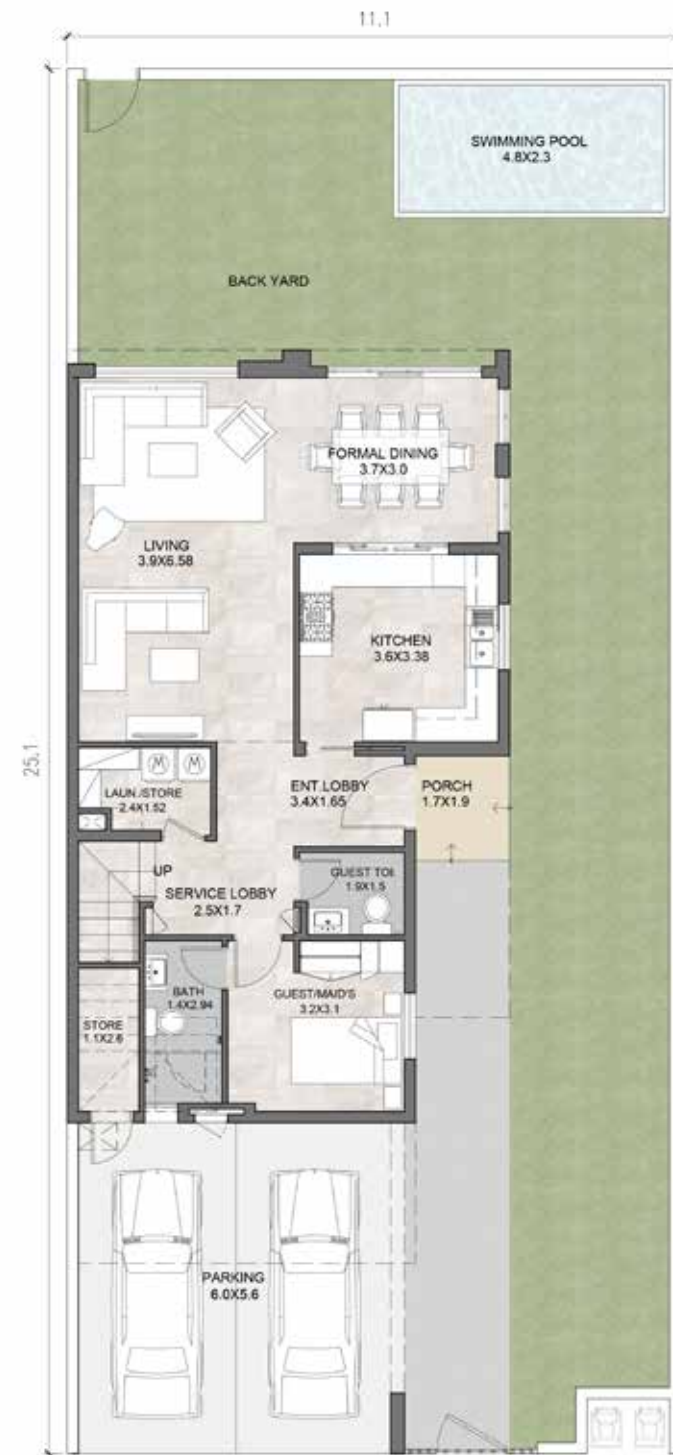 11.1
SWIMMING POOL
4.8X2.3
BACK YARD
FORMAL DINING
3.7X3.0
LIVING
3.9X6.58
KITCHEN
3.6X3.38
25.1
M
M
LAUN./STORE
2.4X1.52
ENT.LOBBY
3.4X1.65
PORCH
1.7X1.9
UP
SERVICE LOBBY
2.5X1.7
GUEST TOI.
1.9X1.5
BATH
1.4X2.94
GUEST/MAID'S
3.2X3.1
STORE
1.1X2.6
PARKING
6.0X5.6